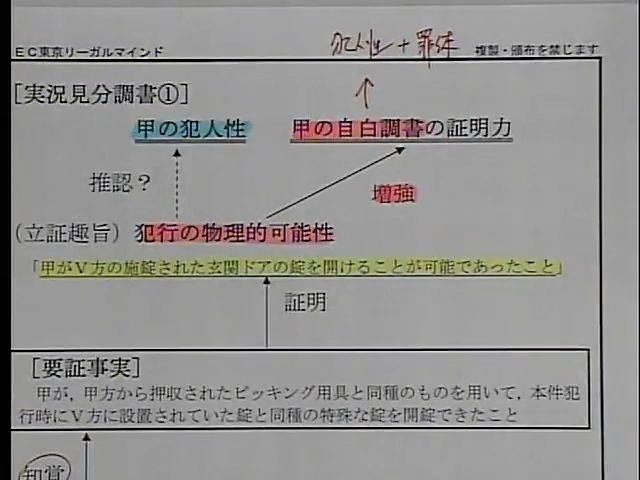 犯人性 + 罪体
EC東京リーガルマインド
複製・頒布を禁じます
[実況見分調書①]
甲の犯人性
甲の自白調書の証明力
推認？
増強
(立証趣旨) 犯行の物理的可能性
「甲がV方の施錠された玄関ドアの錠を開けることが可能であったこと」
証明
[要証事実]
甲が，甲方から押収されたピッキング用具と同種のものを用いて，本件犯
行時にV方に設置されていた錠と同種の特殊な錠を開錠できたこと
知覚